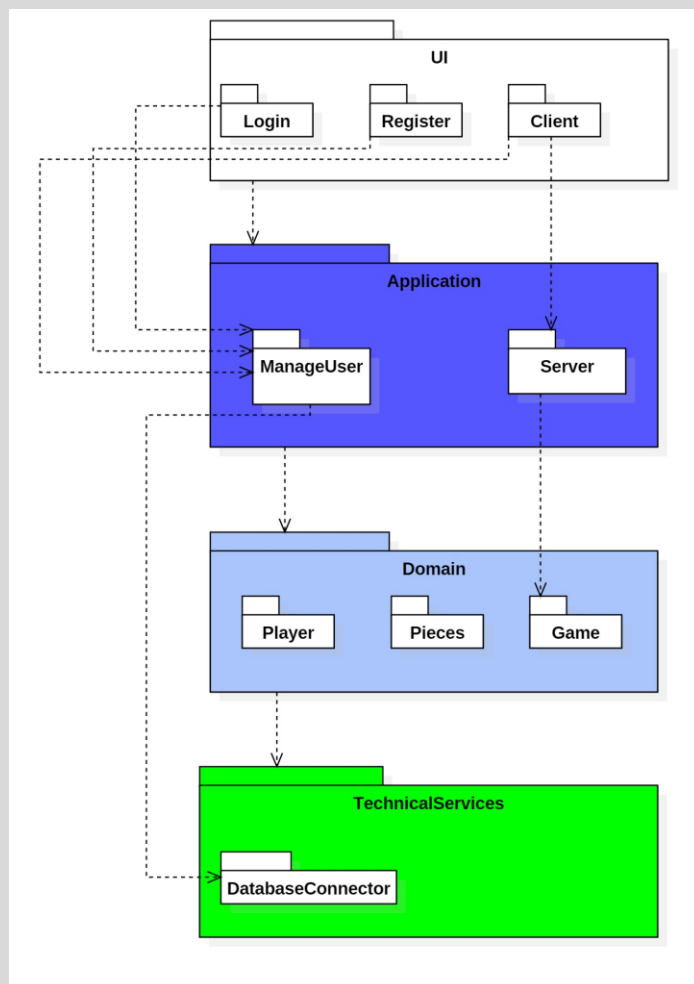 UI
Login
Register
Client
Application
ManageUser
Server
Domain
Player
Pieces
Game
TechnicalServices
DatabaseConnector